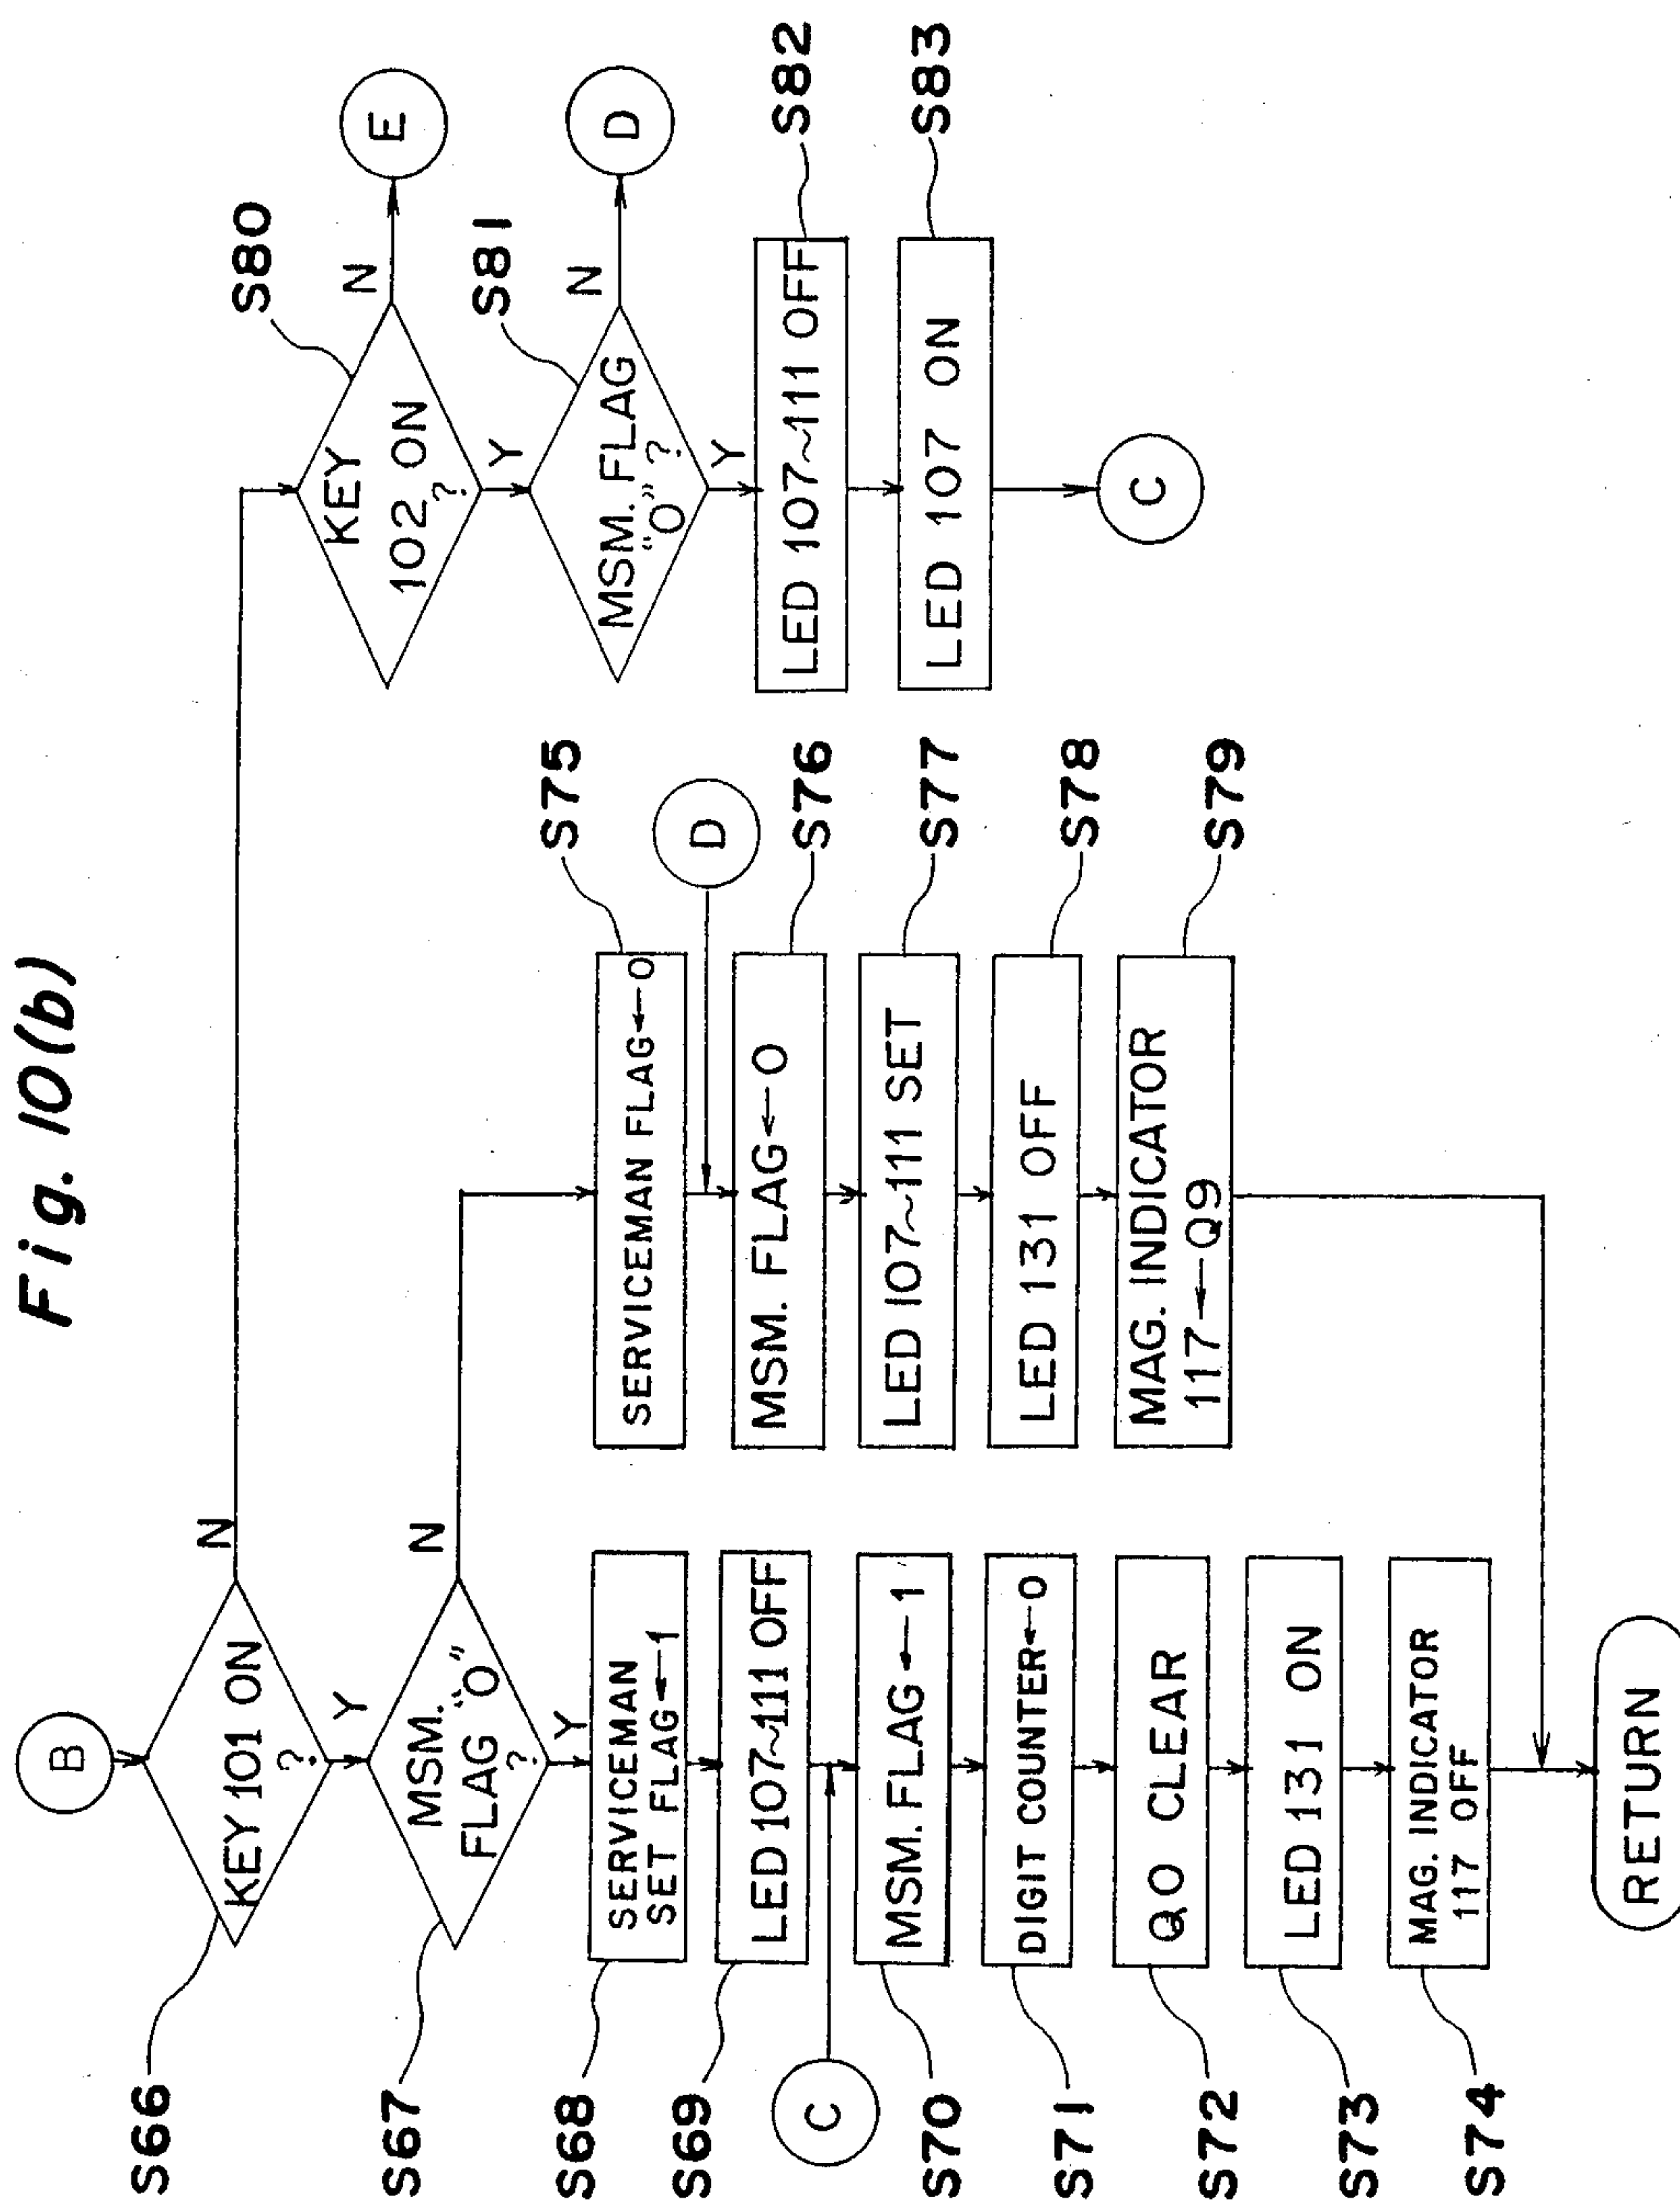 Fig. 10(b)
B
S66
KEY 101 ON
?
N
Y
S67
MSM.
FLAG "0"
?
N
Y
S68
SERVICEMAN
SET FLAG←1
S69
LED 107~111 OFF
C
S70
MSM. FLAG←1
S71
DIGIT COUNTER←0
S72
Q0 CLEAR
S73
LED 131 ON
S74
MAG. INDICATOR
117 OFF
RETURN
S75
SERVICEMAN FLAG←0
D
S76
MSM. FLAG←0
S77
LED 107~111 SET
S78
LED 131 OFF
S79
MAG. INDICATOR
117←Q9
S80
KEY
102 ON
?
N
E
Y
S81
MSM. FLAG
"0" ?
N
D
Y
S82
LED 107~111 OFF
S83
LED 107 ON
C